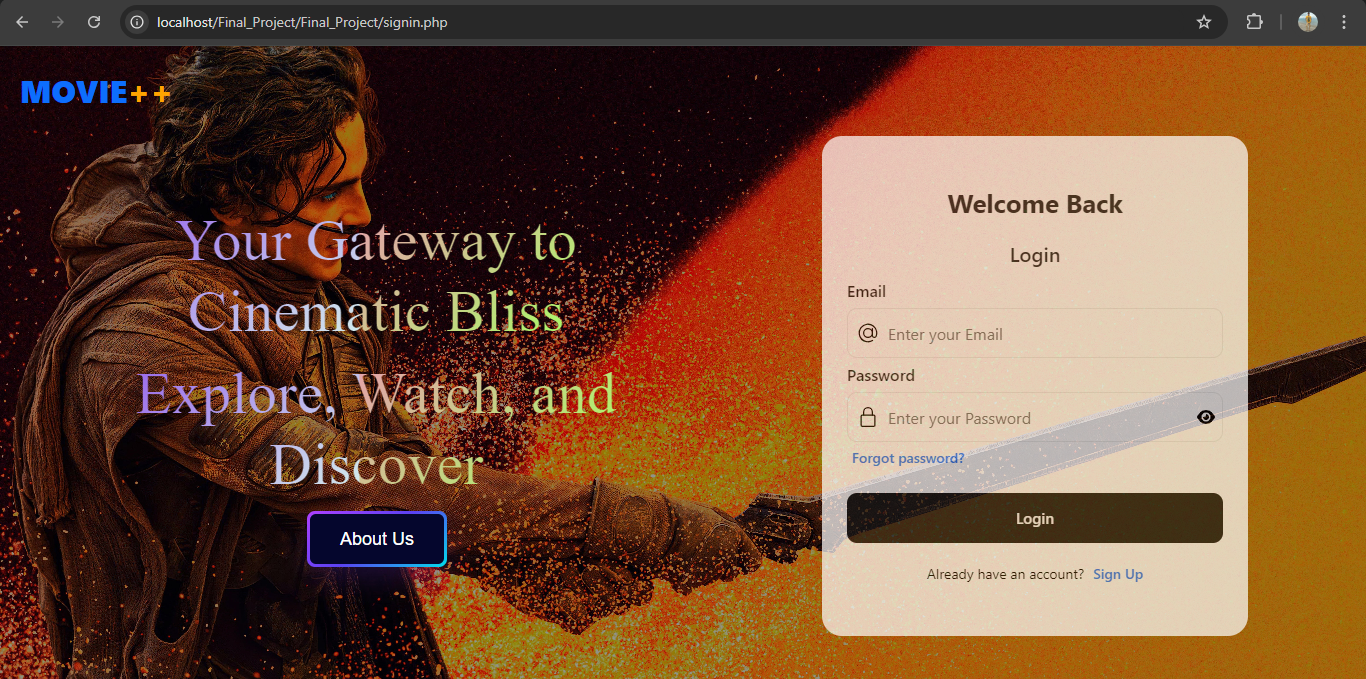 localhost/Final_Project/Final_Project/signin.php
MOVIE++
Your Gateway to
Cinematic Bliss
Explore, Watch, and
Discover
About Us
Welcome Back
Login
Email
Enter your Email
Password
Enter your Password
Forgot password?
Login
Already have an account? Sign Up